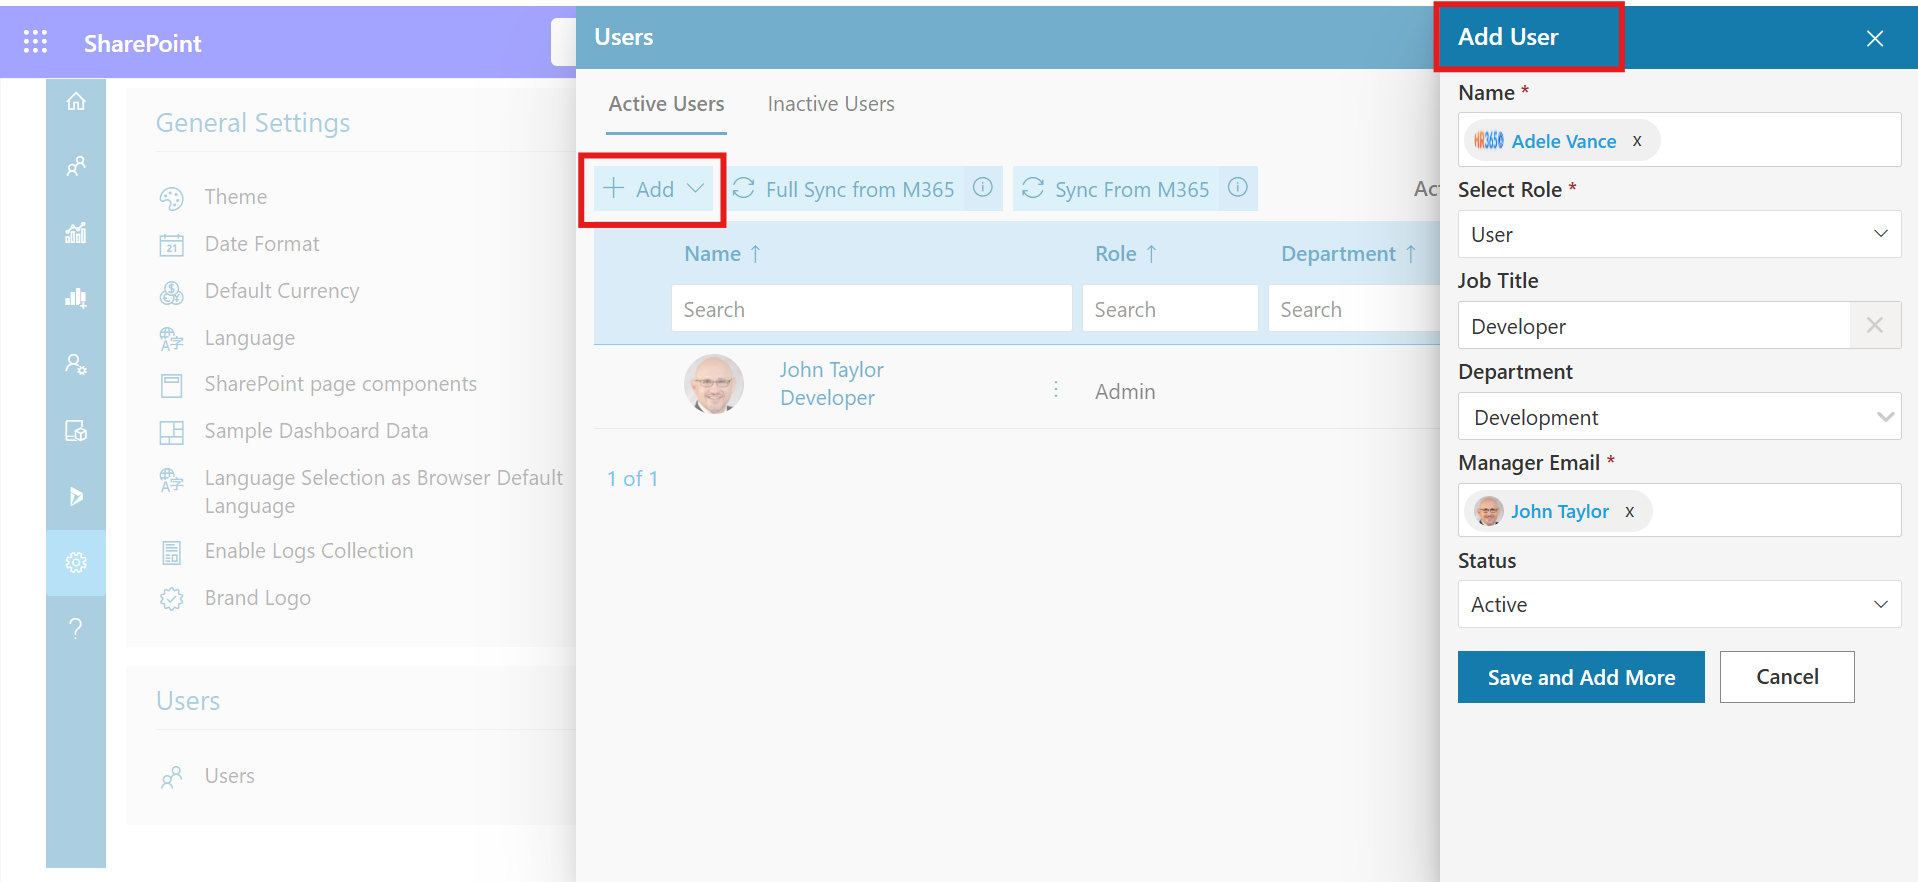 SharePoint
General Settings
Theme
21
Date Format
Default Currency
Language
SharePoint page components
Sample Dashboard Data
Language Selection as Browser Default
Language
Enable Logs Collection
Brand Logo
Users
Users
?
Users
Active Users
Inactive Users
Add
Full Sync from M365
Sync From M365
Act
Name ↑
Role ↑
Department ↑
Search
Search
Search
John Taylor
Developer
Admin
1 of 1
Add User
Name *
HR365
Adele Vance x
Select Role *
User
Job Title
Developer
Department
Development
Manager Email *
John Taylor x
Status
Active
Save and Add More
Cancel